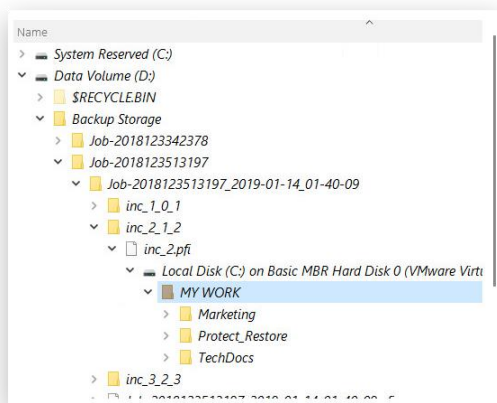 Name
System Reserved (C:)
Data Volume (D:)
$RECYCLE.BIN
Backup Storage
Job-2018123342378
Job-2018123513197
Job-2018123513197_2019-01-14_01-40-09
inc_1_0_1
inc_2_1_2
inc_2.pfi
Local Disk (C:) on Basic MBR Hard Disk 0 (VMware Virtu
MY WORK
Marketing
Protect_Restore
TechDocs
inc_3_2_3